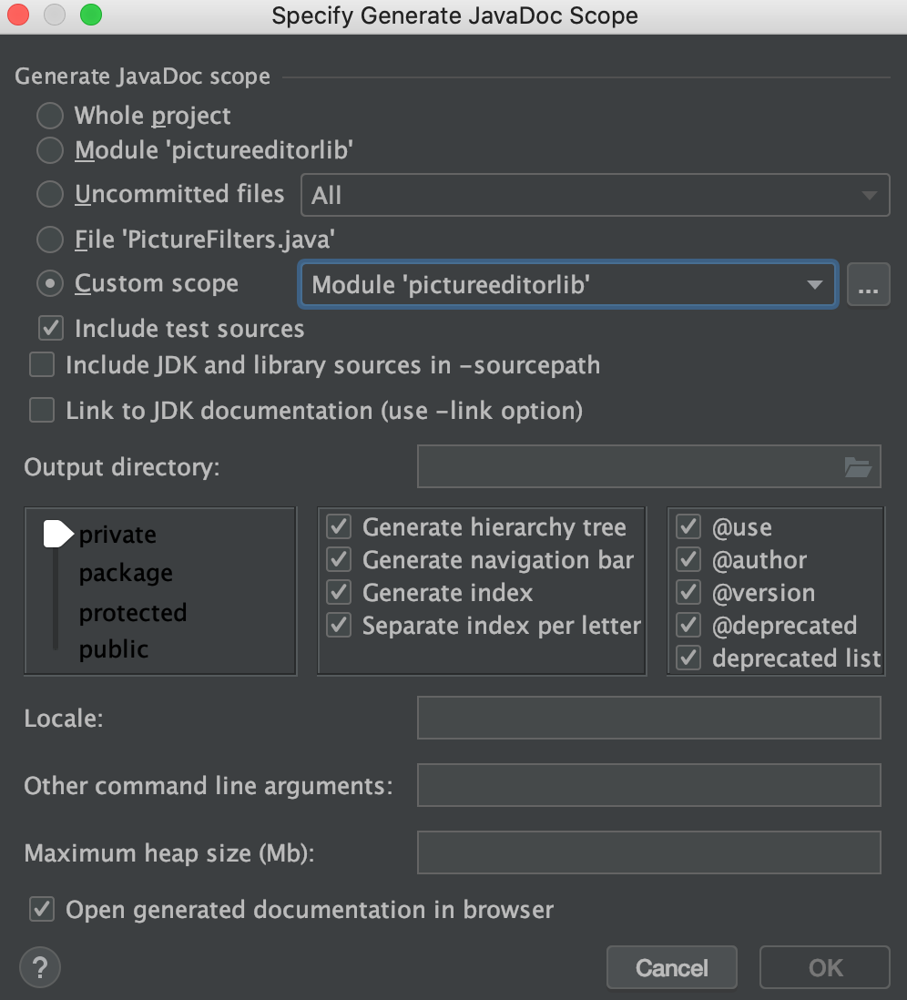 Specify Generate JavaDoc Scope
Generate JavaDoc scope
Whole project
Module 'pictureeditorlib'
Uncommitted files All
File 'PictureFilters.java'
Custom scope Module 'pictureeditorlib' ...
Include test sources
Include JDK and library sources in -sourcepath
Link to JDK documentation (use -link option)
Output directory:
private
package
protected
public
Generate hierarchy tree
Generate navigation bar
Generate index
Separate index per letter
@use
@author
@version
@deprecated
deprecated list
Locale:
Other command line arguments:
Maximum heap size (Mb):
Open generated documentation in browser
? Cancel OK